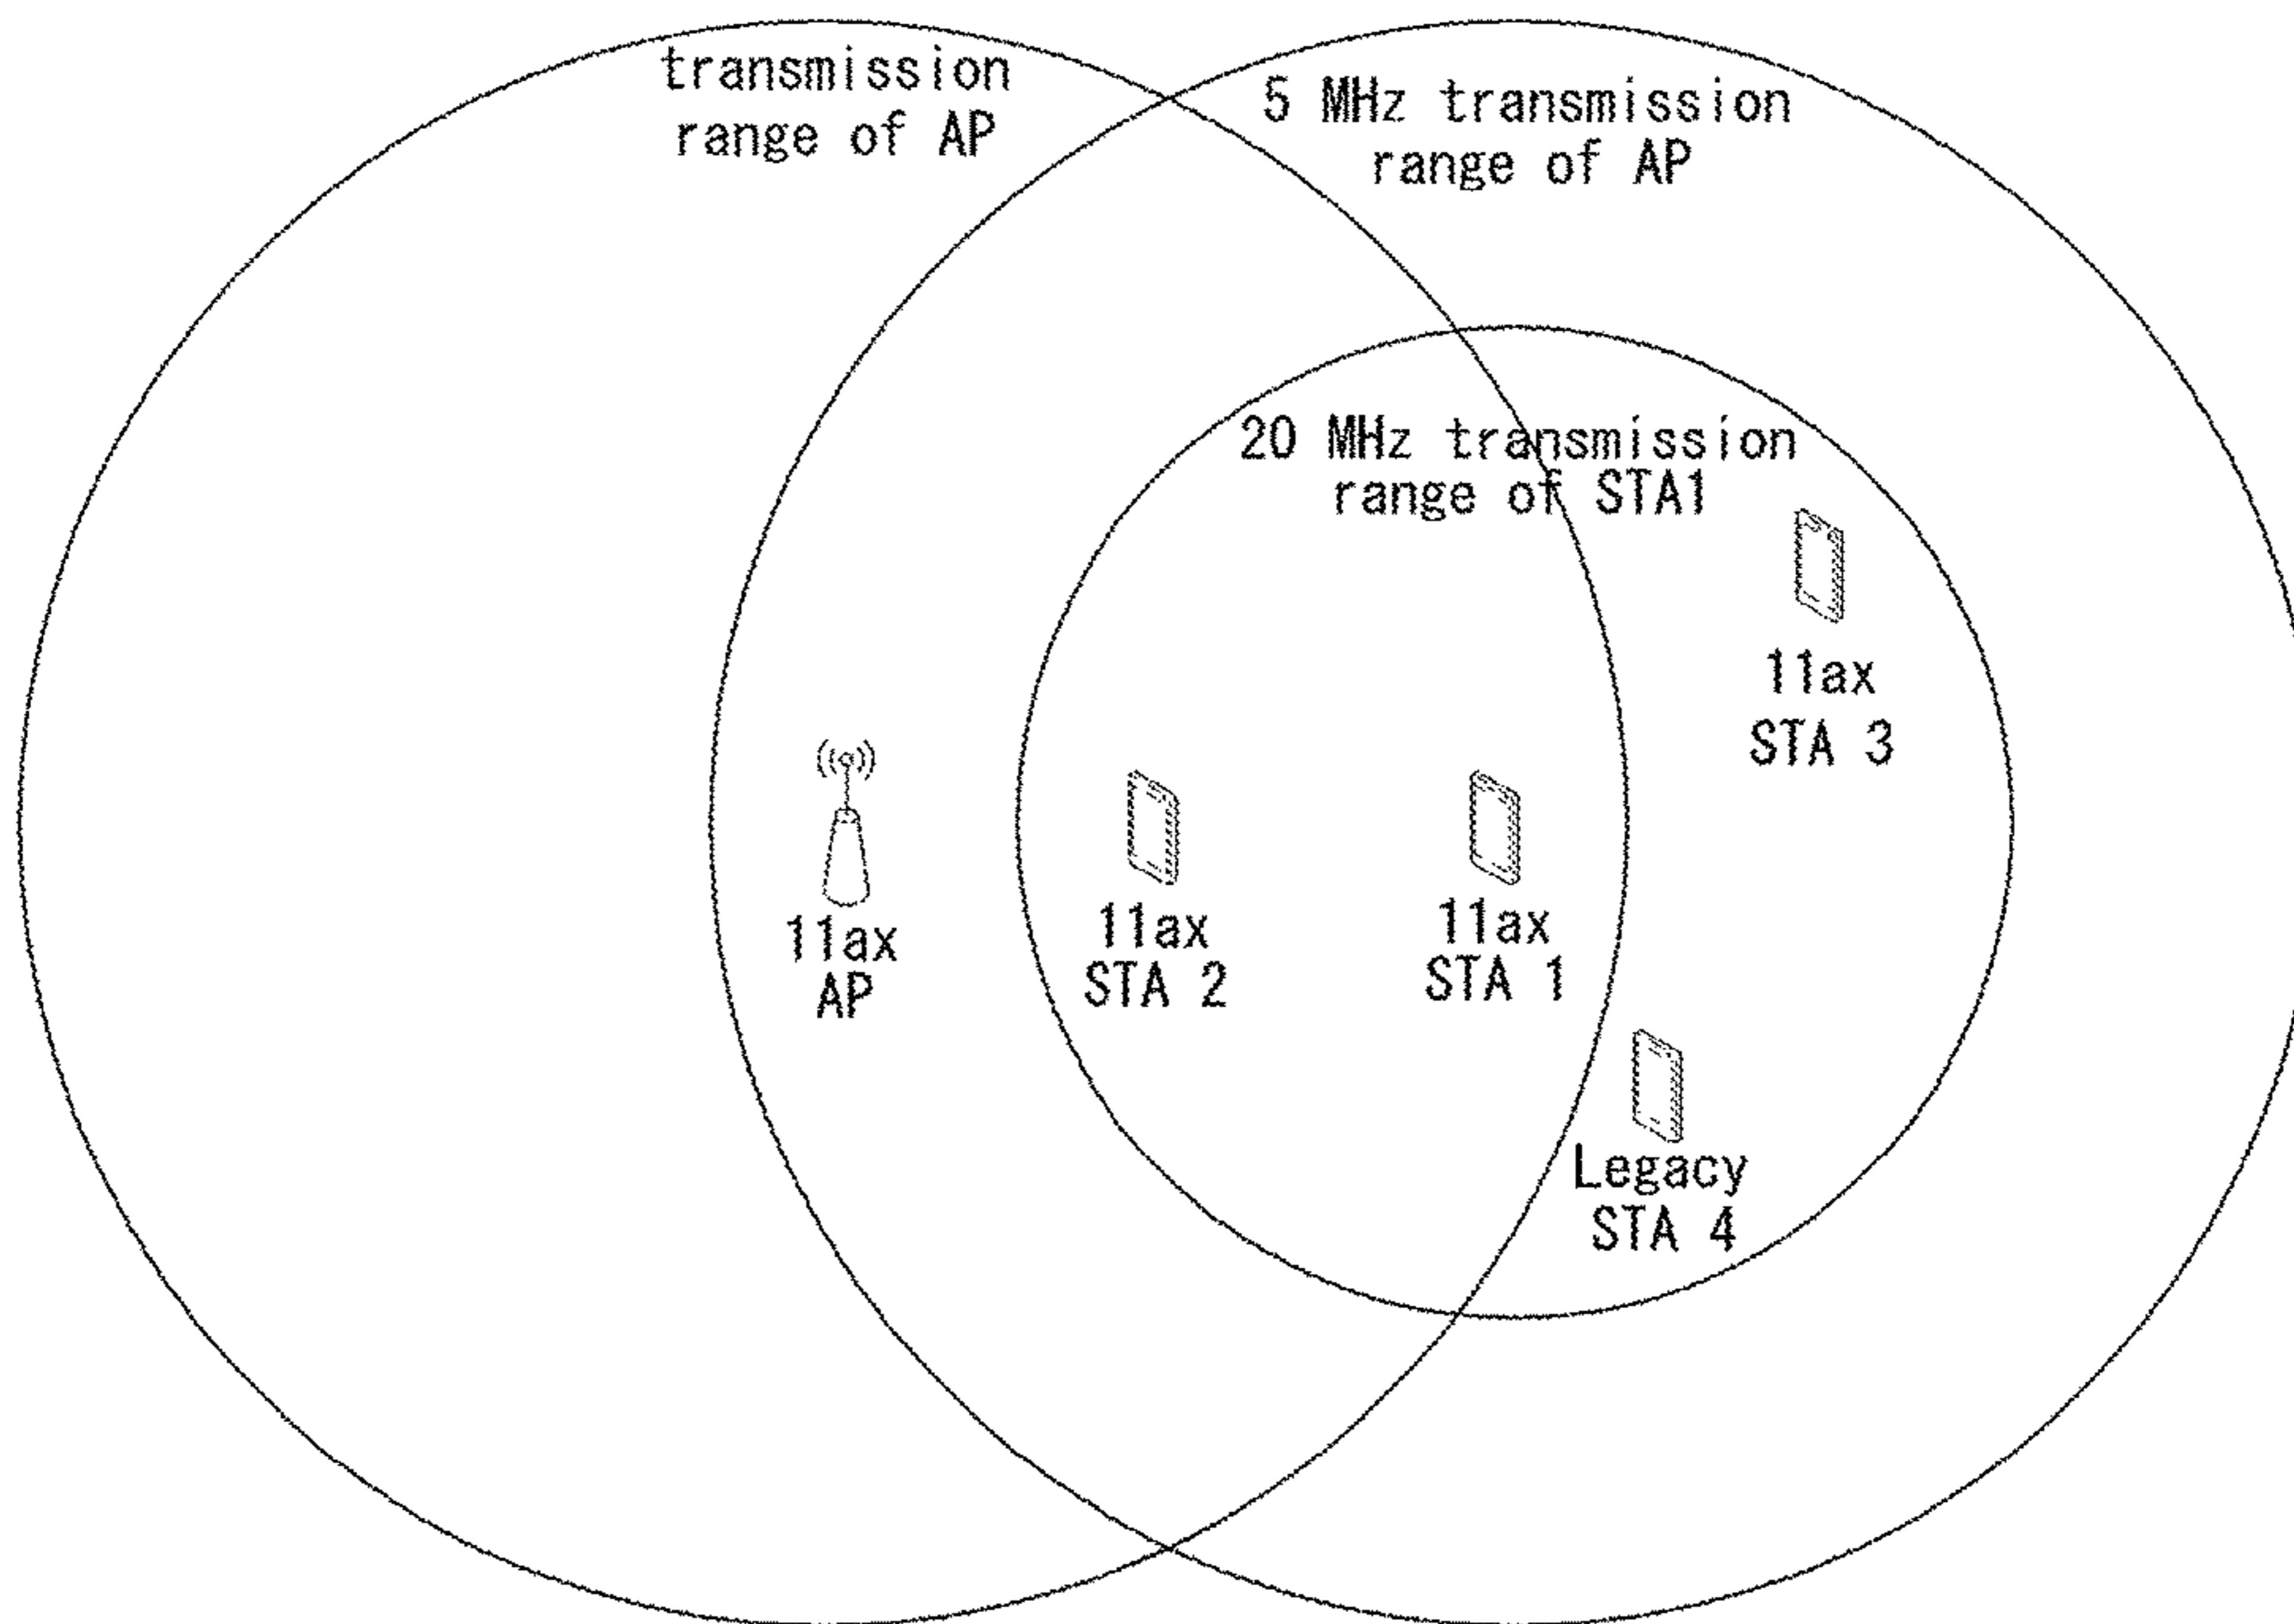 transmission
range of AP
5 MHz transmission
range of AP
20 MHz transmission
range of STA1
11ax
STA 3
11ax
AP
11ax
STA 2
11ax
STA 1
Legacy
STA 4